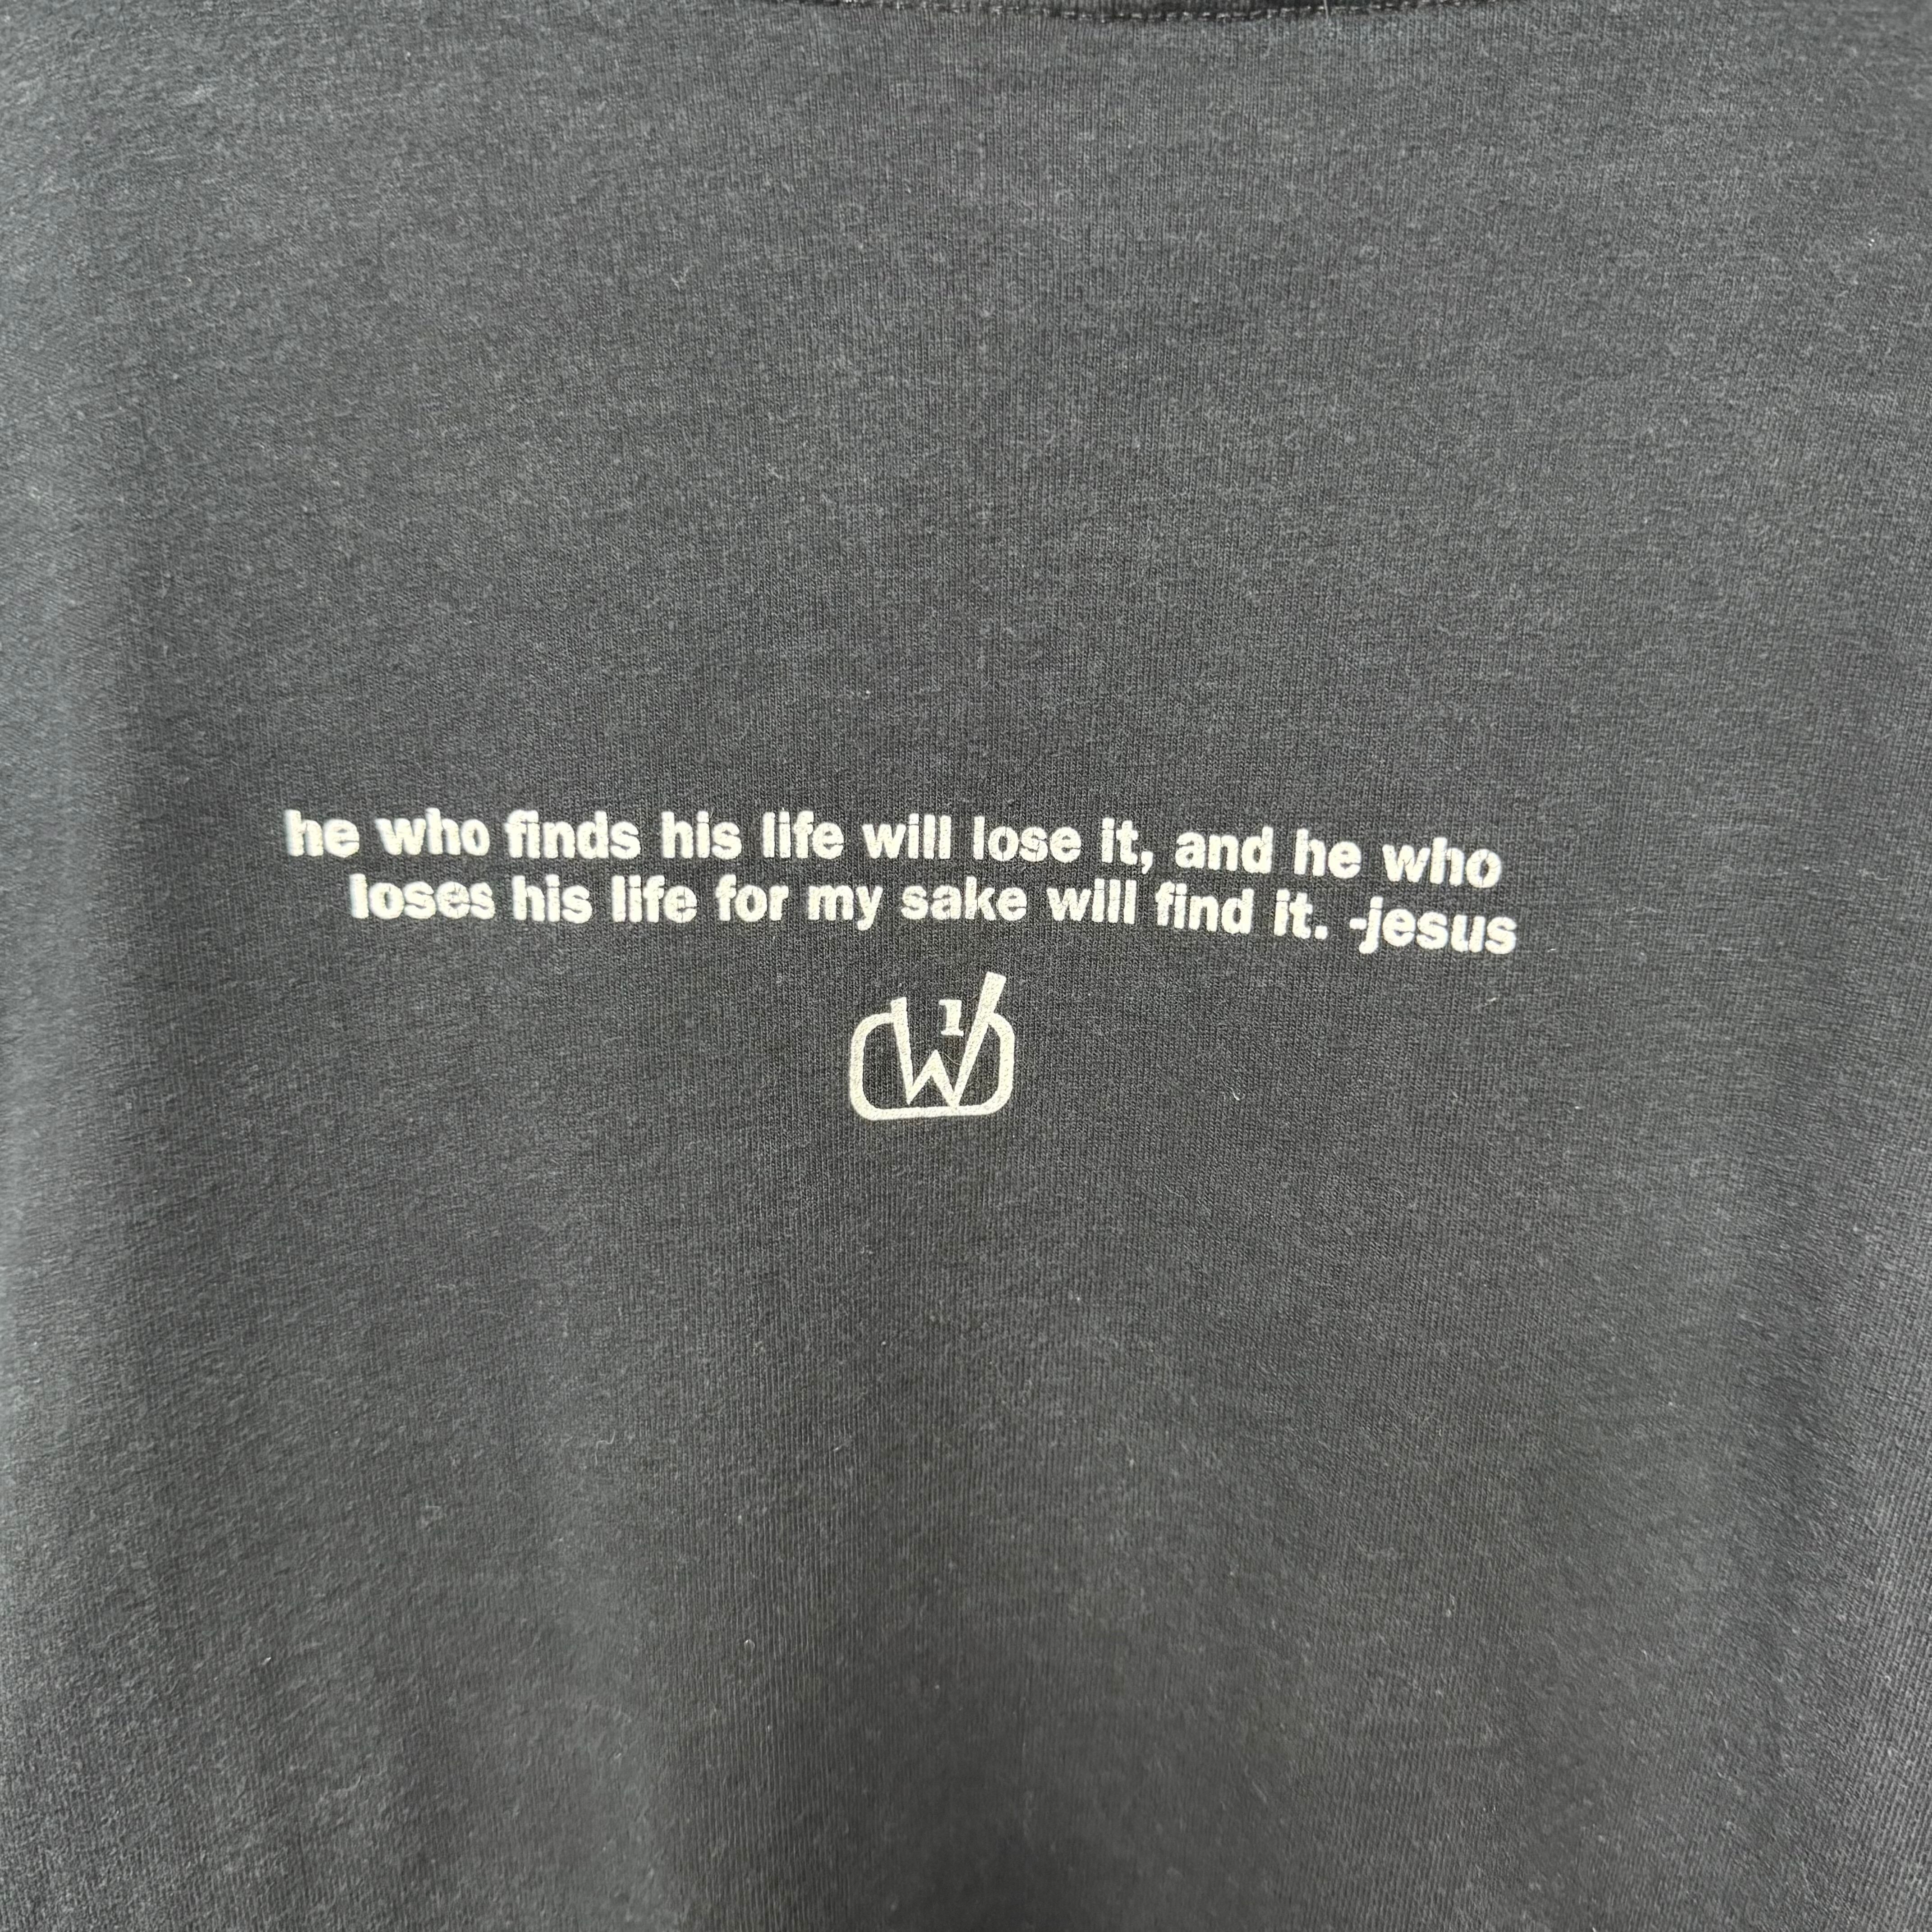 he who finds his life will lose it, and he who
loses his life for my sake will find it. -jesus
1
W